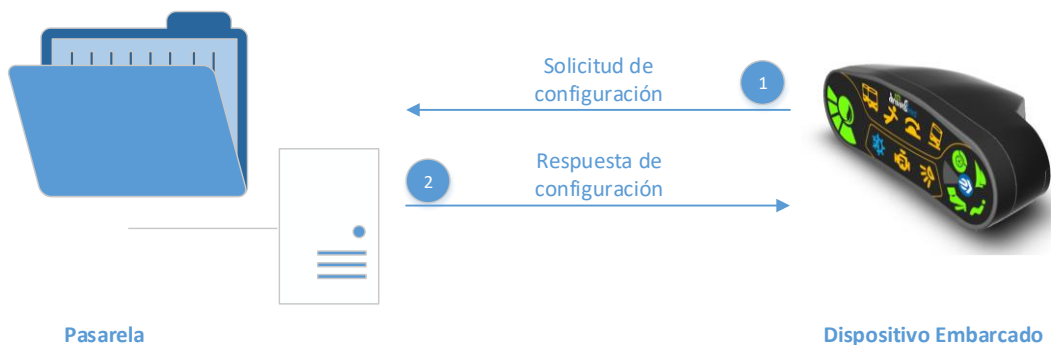 Solicitud de
configuración
1
Respuesta de
configuración
2
Pasarela
Dispositivo Embarcado